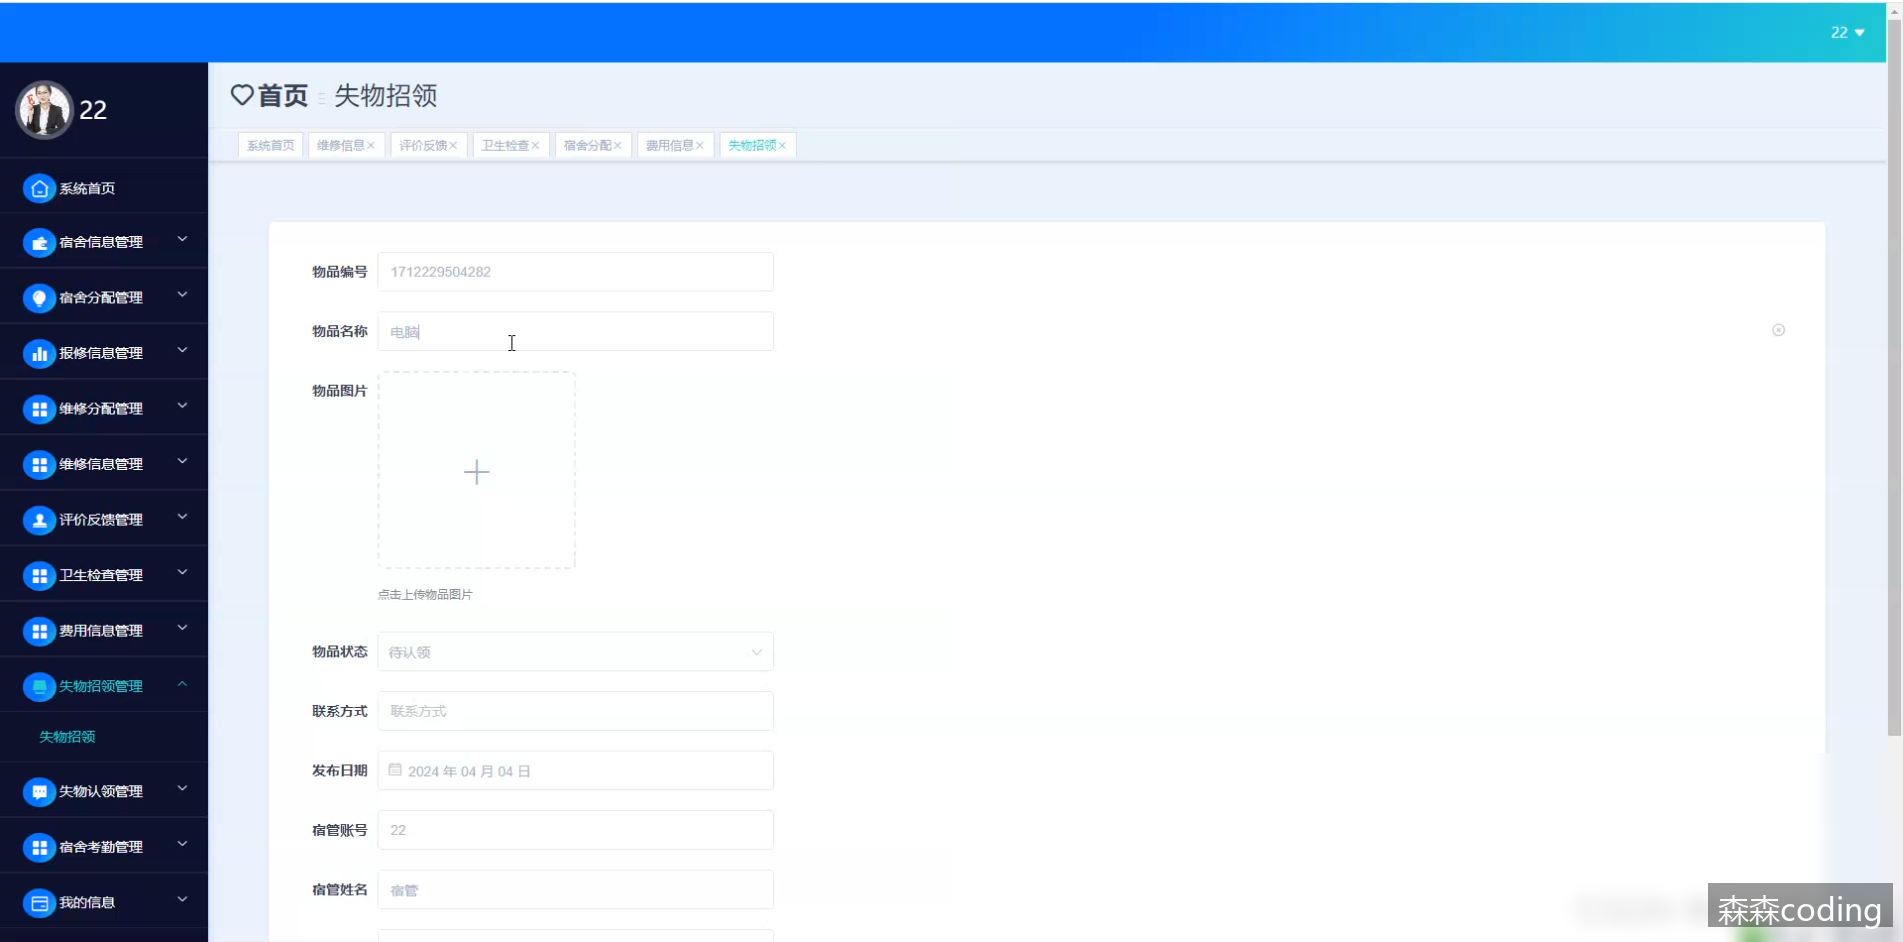 22
22
首页 失物招领
系统首页 维修信息 评价反馈 卫生检查 宿舍分配 费用信息 失物招领
系统首页
宿舍信息管理
宿舍分配管理
报修信息管理
维修分配管理
维修信息管理
评价反馈管理
卫生检查管理
费用信息管理
失物招领管理
失物招领
失物认领管理
宿舍考勤管理
我的信息
物品编号 1712229504282
物品名称 电脑
物品图片
点击上传物品图片
物品状态 待认领
联系方式 联系方式
发布日期 2024 年 04 月 04 日
宿管账号 22
宿管姓名 宿管
森森coding